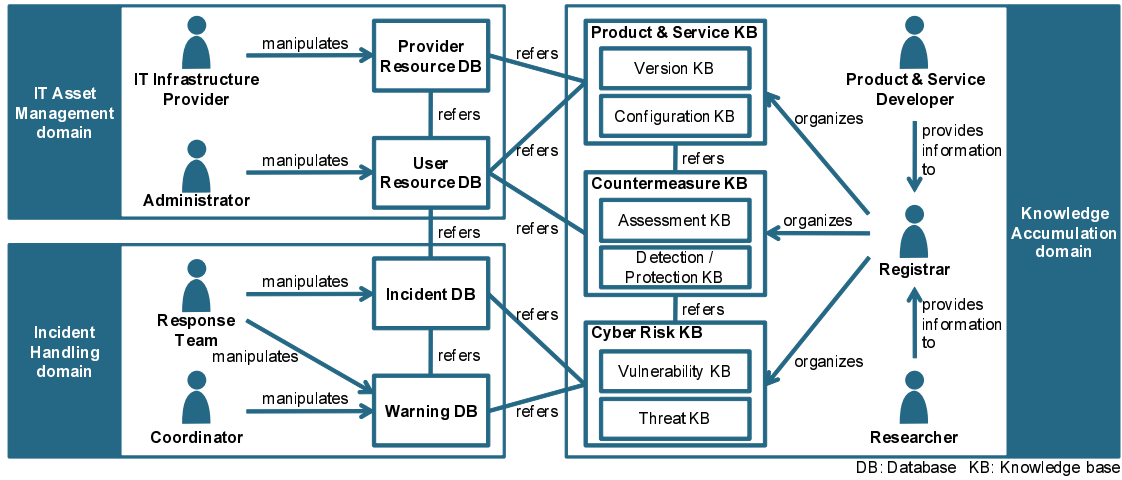 IT Asset
Management
domain
IT Infrastructure
Provider
manipulates
Provider
Resource DB
refers
Administrator
manipulates
User
Resource DB
refers
refers
refers
refers
Incident
Handling
domain
Response
Team
manipulates
Incident DB
manipulates
refers
Coordinator
manipulates
Warning DB
refers
refers
Product & Service KB
Version KB
Configuration KB
refers
Countermeasure KB
Assessment KB
Detection /
Protection KB
refers
Cyber Risk KB
Vulnerability KB
Threat KB
organizes
organizes
organizes
Product & Service
Developer
provides
information
to
Registrar
provides
information
to
Researcher
Knowledge
Accumulation
domain
DB: Database KB: Knowledge base